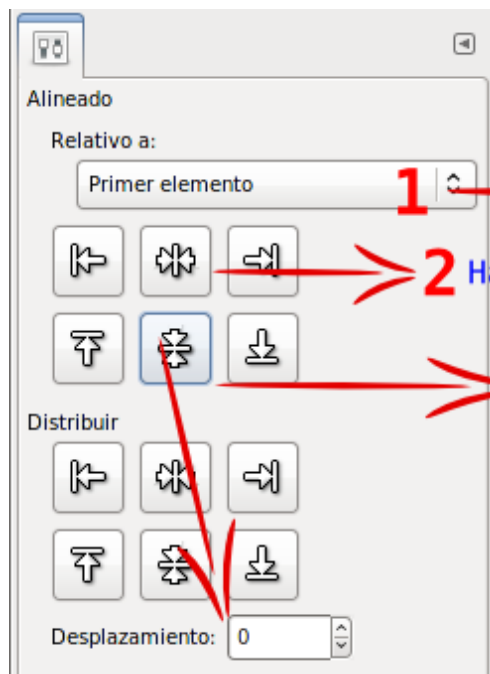 Alineado
Relativo a:
Primer elemento 1
2
Distribuir
Desplazamiento: 0